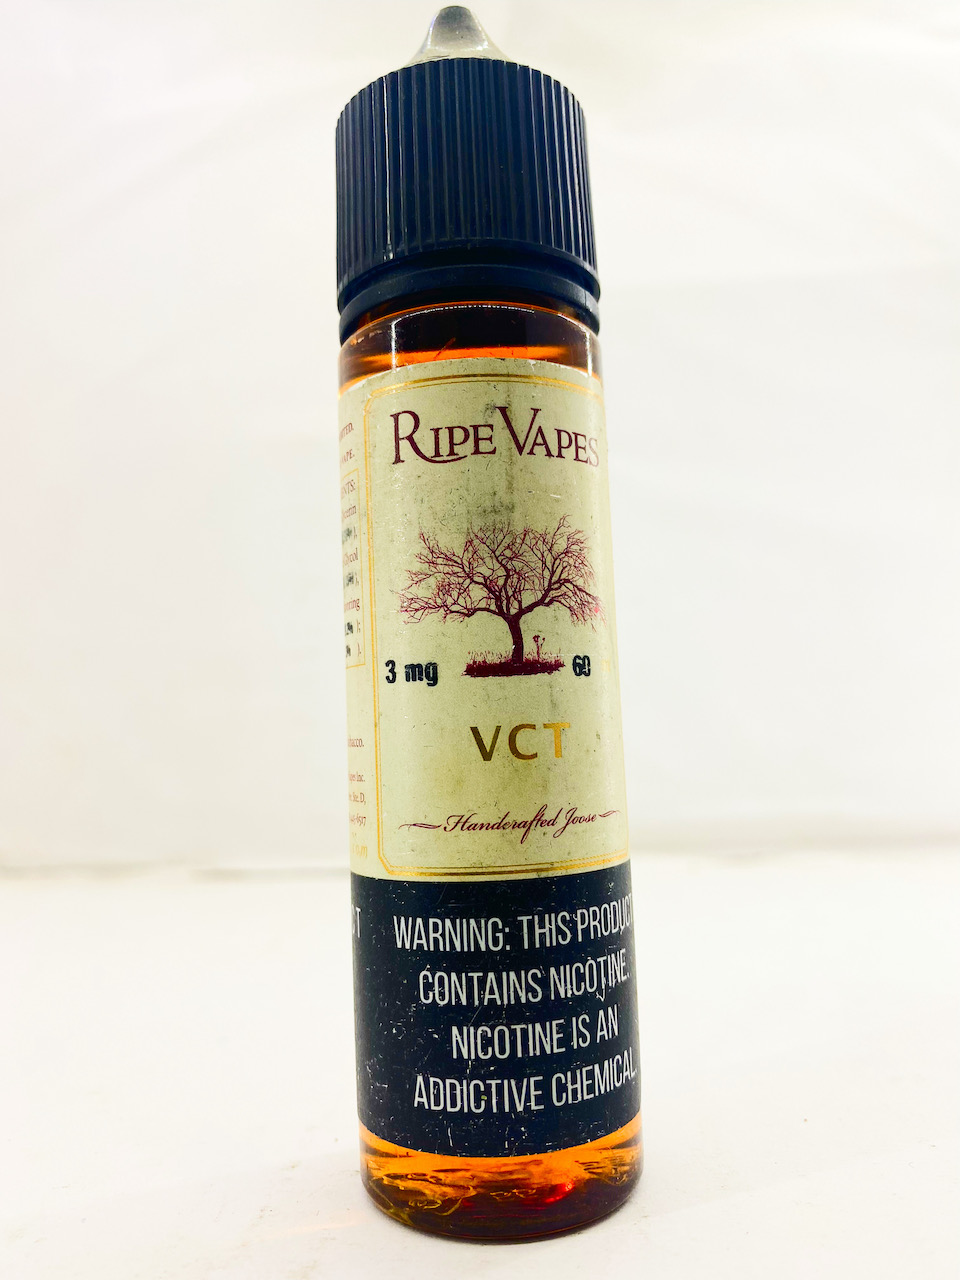 RIPE VAPES
3 mg 60
VCT
Handcrafted Joose
WARNING: THIS PRODUCT
CONTAINS NICOTINE.
NICOTINE IS AN
ADDICTIVE CHEMICAL.